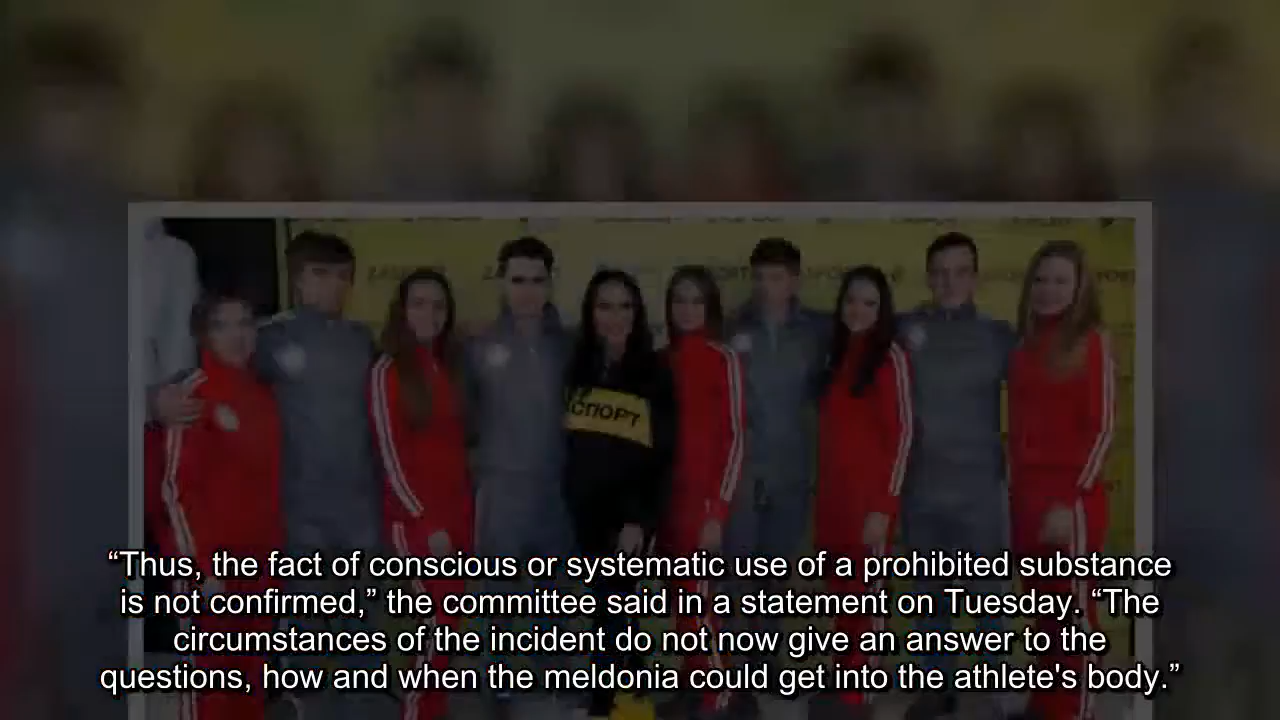 СПОРТ
“Thus, the fact of conscious or systematic use of a prohibited substance
is not confirmed,” the committee said in a statement on Tuesday. “The
circumstances of the incident do not now give an answer to the
questions, how and when the meldonia could get into the athlete's body.”